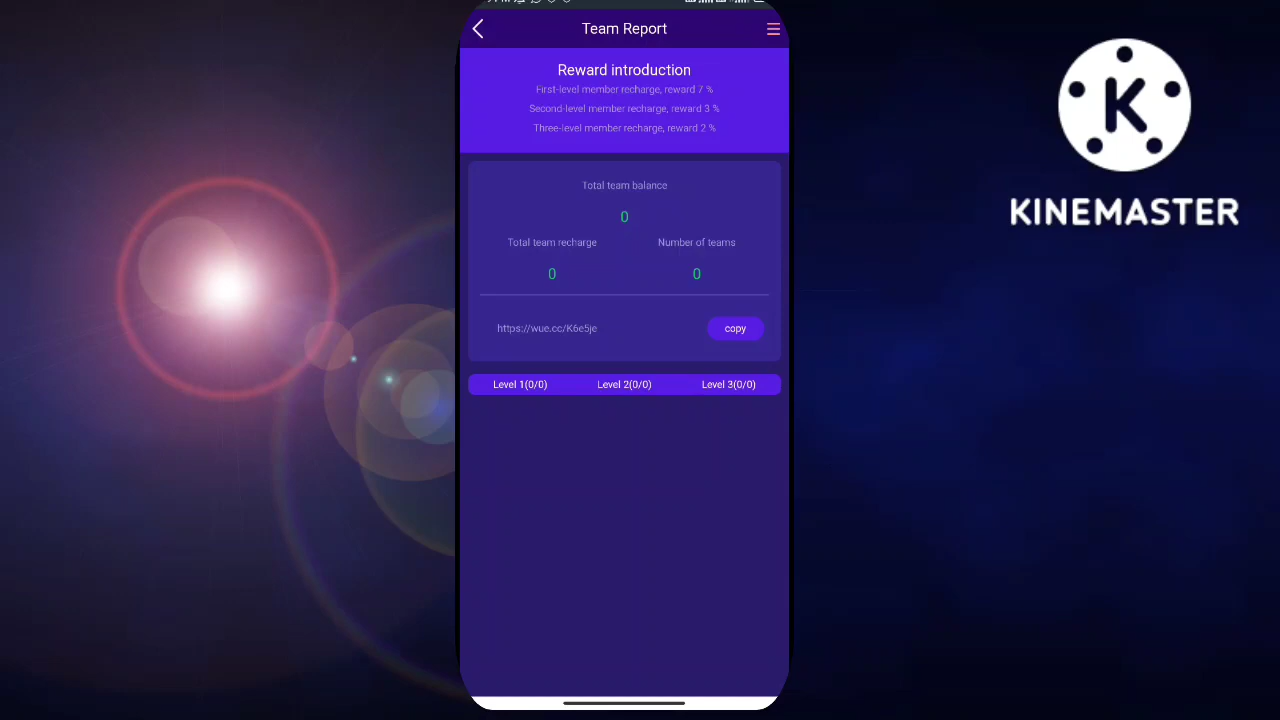 Team Report
Reward introduction
First-level member recharge, reward 7 %
Second-level member recharge, reward 3 %
Three-level member recharge, reward 2 %
Total team balance
0
Total team recharge
Number of teams
0
0
https://wue.cc/K6e5je
copy
Level 1(0/0)
Level 2(0/0)
Level 3(0/0)
K
KINEMASTER